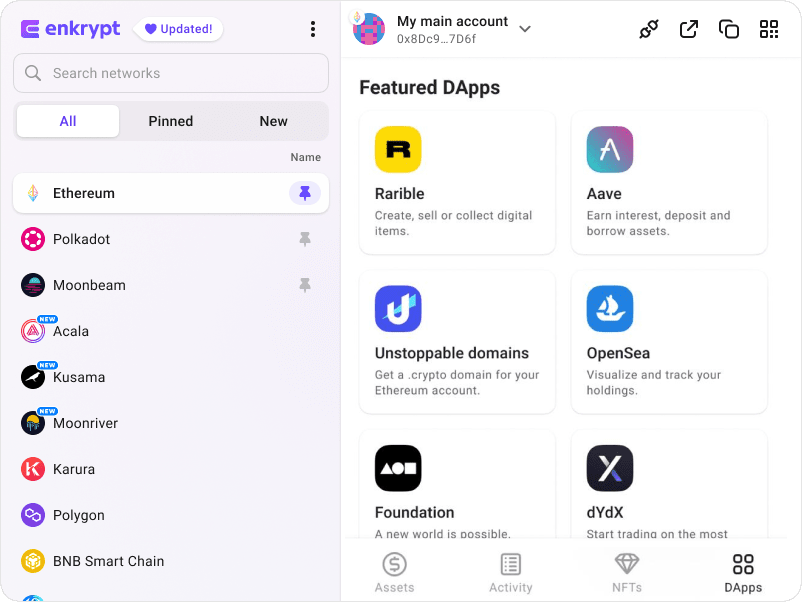 enkrypt
Updated!
Search networks
All
Pinned
New
Name
Ethereum
Polkadot
Moonbeam
NEW
Acala
NEW
Kusama
NEW
Moonriver
Karura
Polygon
BNB Smart Chain
My main account
0x8Dc9...7D6f
Featured DApps
R
Rarible
Create, sell or collect digital
items.
Aave
Earn interest, deposit and
borrow assets.
Unstoppable domains
Get a .crypto domain for your
Ethereum account.
OpenSea
Visualize and track your
holdings.
Foundation
A new world is possible.
dYdX
Start trading on the most
Assets
Activity
NFTs
DApps